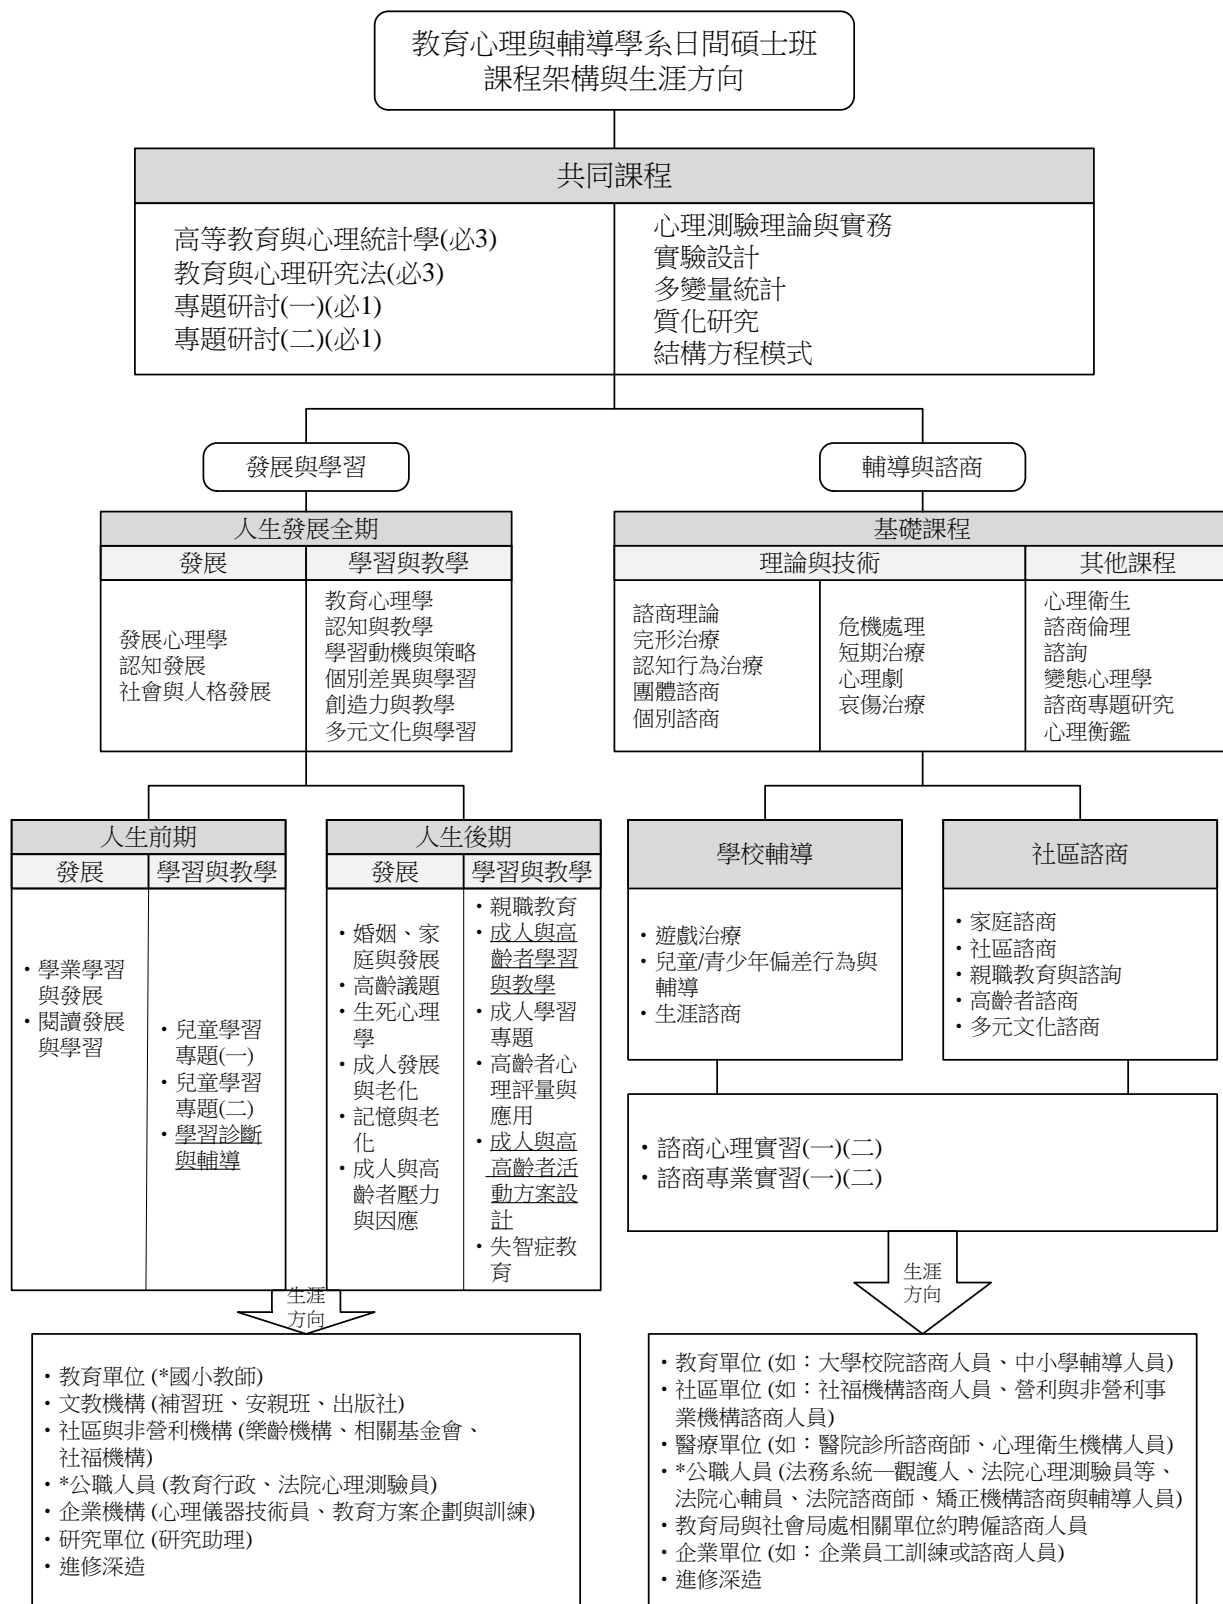 教育心理與輔導學系日間碩士班
課程架構與生涯方向
共同課程
高等教育與心理統計學(必3)
教育與心理研究法(必3)
專題研討(一)(必1)
專題研討(二)(必1)
心理測驗理論與實務
實驗設計
多變量統計
質化研究
結構方程模式
發展與學習
輔導與諮商
人生發展全期
發展
學習與教學
發展心理學
認知發展
社會與人格發展
教育心理學
認知與教學
學習動機與策略
個別差異與學習
創造力與教學
多元文化與學習
基礎課程
理論與技術
其他課程
諮商理論
完形治療
認知行為治療
團體諮商
個別諮商
危機處理
短期治療
心理劇
哀傷治療
心理衛生
諮商倫理
諮詢
變態心理學
諮商專題研究
心理衡鑑
人生前期
發展
學習與教學
・學業學習
與發展
・閱讀發展
與學習
・兒童學習
專題(一)
・兒童學習
專題(二)
・學習診斷
與輔導
人生後期
發展
學習與教學
・婚姻、家
庭與發展
・高齡議題
・生死心理
學
・成人發展
與老化
・記憶與老
化
・成人與高
齡者壓力
與因應
・親職教育
・成人與高
齡者學習
與教學
・成人學習
專題
・高齡者心
理評量與
應用
・成人與高
高齡者活
動方案設
計
・失智症教
育
學校輔導
・遊戲治療
・兒童/青少年偏差行為與
輔導
・生涯諮商
社區諮商
・家庭諮商
・社區諮商
・親職教育與諮詢
・高齡者諮商
・多元文化諮商
・諮商心理實習(一)(二)
・諮商專業實習(一)(二)
生涯
方向
・教育單位 (*國小教師)
・文教機構 (補習班、安親班、出版社)
・社區與非營利機構 (樂齡機構、相關基金會、
社福機構)
・*公職人員 (教育行政、法院心理測驗員)
・企業機構 (心理儀器技術員、教育方案企劃與訓練)
・研究單位 (研究助理)
・進修深造
生涯
方向
・教育單位 (如：大學校院諮商人員、中小學輔導人員)
・社區單位 (如：社福機構諮商人員、營利與非營利事
業機構諮商人員)
・醫療單位 (如：醫院診所諮商師、心理衛生機構人員)
・*公職人員 (法務系統—觀護人、法院心理測驗員等、
法院心輔員、法院諮商師、矯正機構諮商與輔導人員)
・教育局與社會局處相關單位約聘僱諮商人員
・企業單位 (如：企業員工訓練或諮商人員)
・進修深造